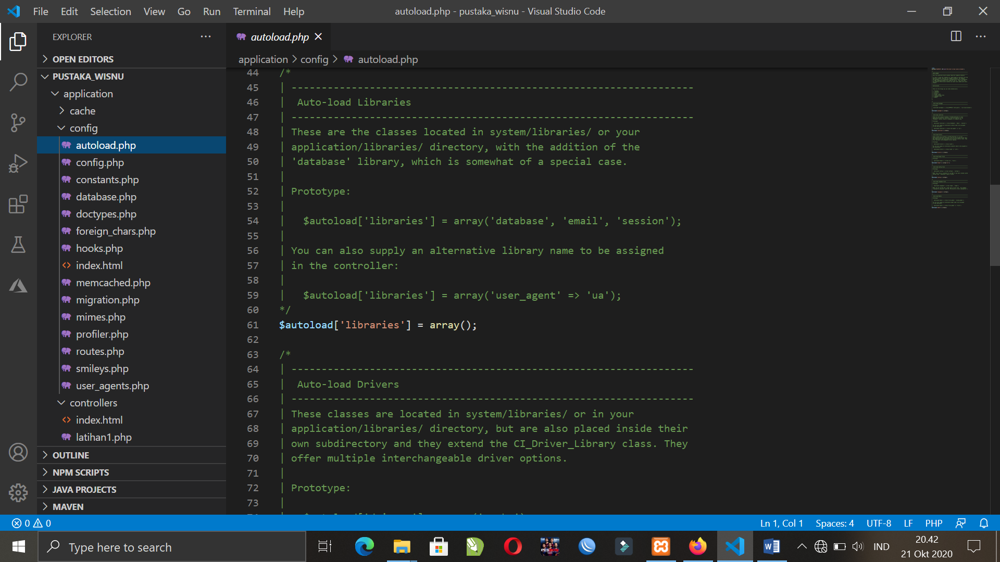 File Edit Selection View Go Run Terminal Help
autoload.php - pustaka_wisnu - Visual Studio Code
EXPLORER
OPEN EDITORS
PUSTAKA_WISNU
application
cache
config
autoload.php
config.php
constants.php
database.php
doctypes.php
foreign_chars.php
hooks.php
index.html
memcached.php
migration.php
mimes.php
profiler.php
routes.php
smileys.php
user_agents.php
controllers
index.html
latihan1.php
OUTLINE
NPM SCRIPTS
JAVA PROJECTS
MAVEN
autoload.php
application > config > autoload.php
44 /*
45 | -------------------------------------------------------------------
46 |  Auto-load Libraries
47 | -------------------------------------------------------------------
48 | These are the classes located in system/libraries/ or your
49 | application/libraries/ directory, with the addition of the
50 | 'database' library, which is somewhat of a special case.
51 |
52 | Prototype:
53 |
54 |   $autoload['libraries'] = array('database', 'email', 'session');
55 |
56 | You can also supply an alternative library name to be assigned
57 | in the controller:
58 |
59 |   $autoload['libraries'] = array('user_agent' => 'ua');
60 */
61 $autoload['libraries'] = array();
62
63 /*
64 | -------------------------------------------------------------------
65 |  Auto-load Drivers
66 | -------------------------------------------------------------------
67 | These classes are located in system/libraries/ or in your
68 | application/libraries/ directory, but are also placed inside their
69 | own subdirectory and they extend the CI_Driver_Library class. They
70 | offer multiple interchangeable driver options.
71 |
72 | Prototype:
73 |
0 0
Ln 1, Col 1 Spaces: 4 UTF-8 LF PHP
Type here to search
IND
20.42
21 Okt 2020